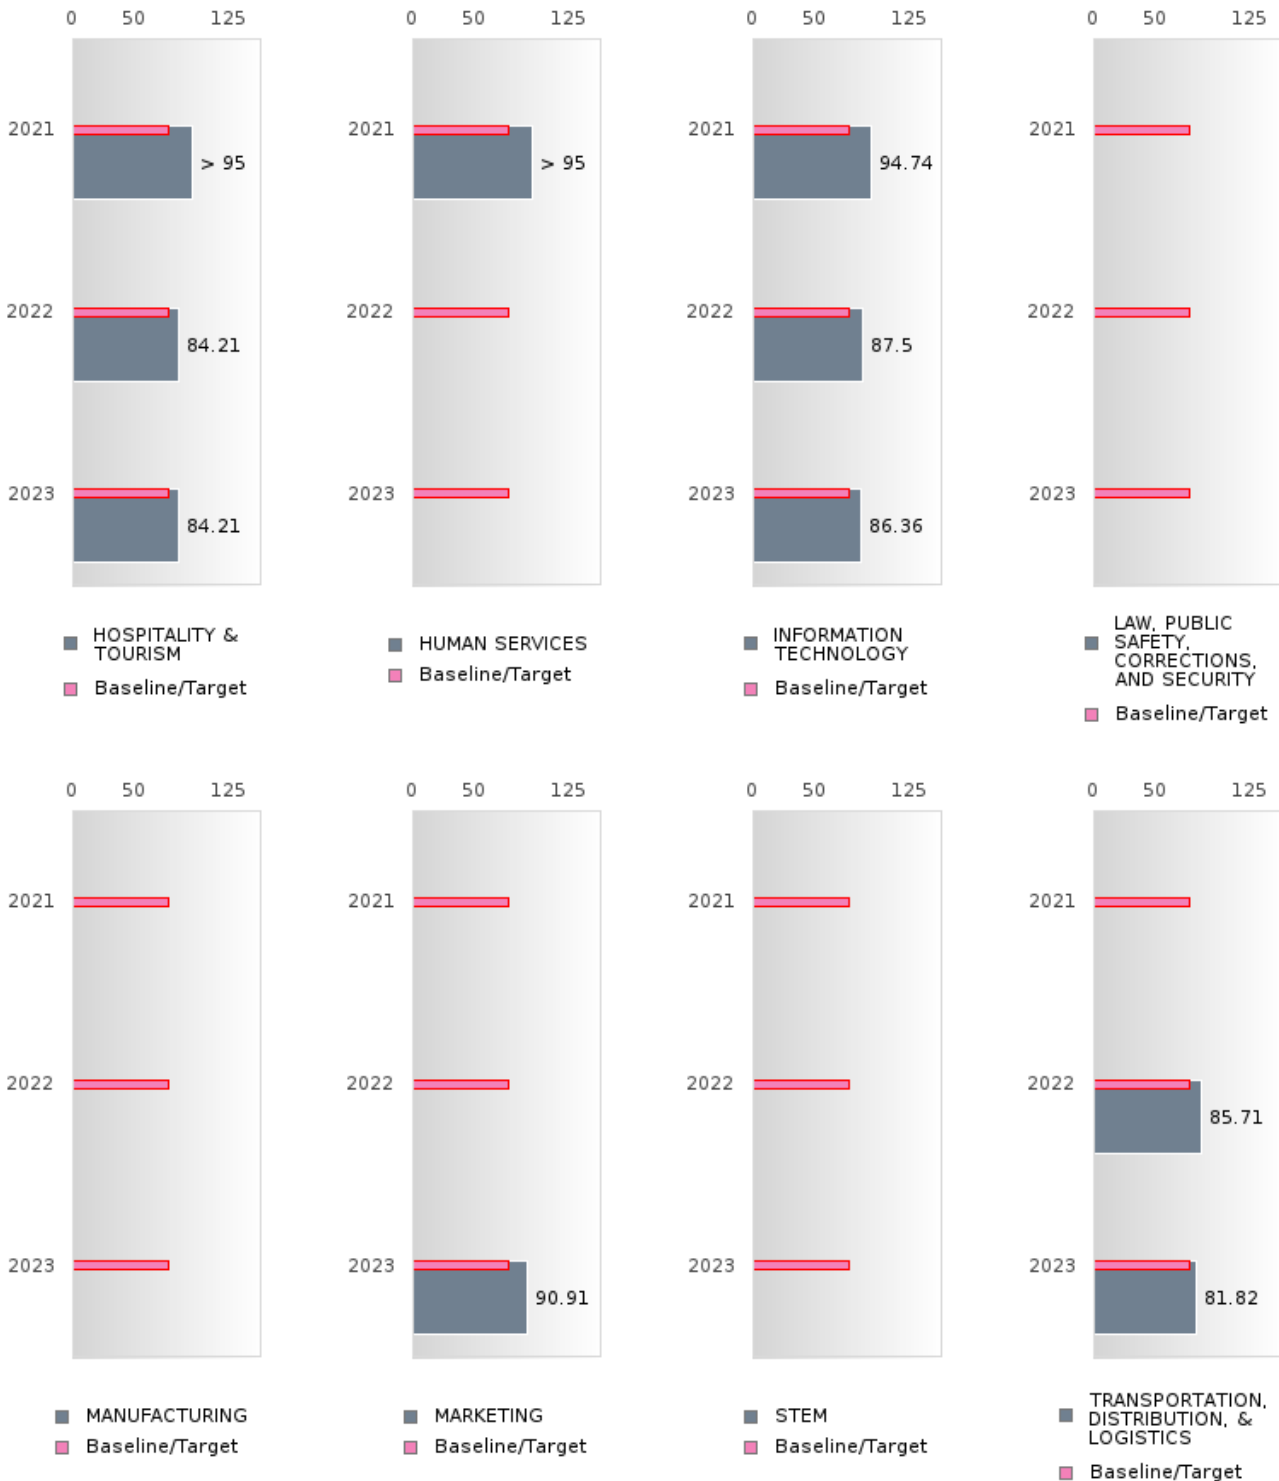 0 50 125
0 50 125
0 50 125
0 50 125
2021 > 95
2021 > 95
2021 94.74
2021
2022 84.21
2022
2022 87.5
2022
2023 84.21
2023
2023 86.36
2023
HOSPITALITY &
TOURISM
Baseline/Target
HUMAN SERVICES
Baseline/Target
INFORMATION
TECHNOLOGY
Baseline/Target
LAW, PUBLIC
SAFETY,
CORRECTIONS,
AND SECURITY
Baseline/Target
0 50 125
0 50 125
0 50 125
0 50 125
2021
2021
2021
2021
2022
2022
2022
2022 85.71
2023
2023 90.91
2023
2023 81.82
MANUFACTURING
Baseline/Target
MARKETING
Baseline/Target
STEM
Baseline/Target
TRANSPORTATION,
DISTRIBUTION, &
LOGISTICS
Baseline/Target